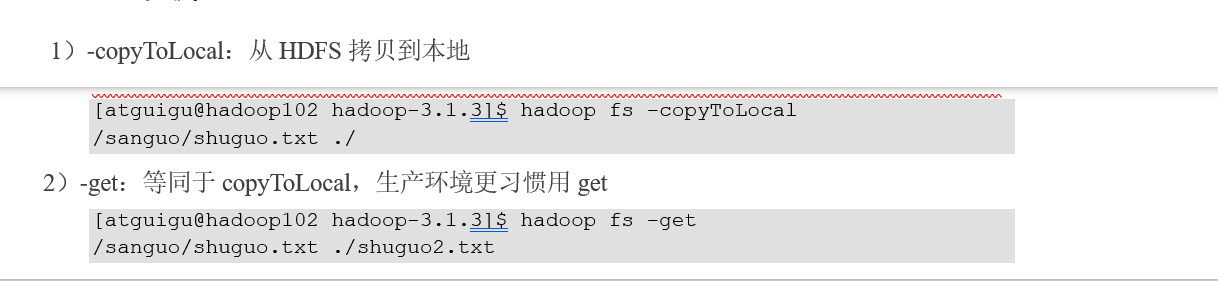 1）-copyToLocal：从 HDFS 拷贝到本地
[atguigu@hadoop102 hadoop-3.1.3]$ hadoop fs -copyToLocal
/sanguo/shuguo.txt ./
2）-get：等同于 copyToLocal，生产环境更习惯用 get
[atguigu@hadoop102 hadoop-3.1.3]$ hadoop fs -get
/sanguo/shuguo.txt ./shuguo2.txt